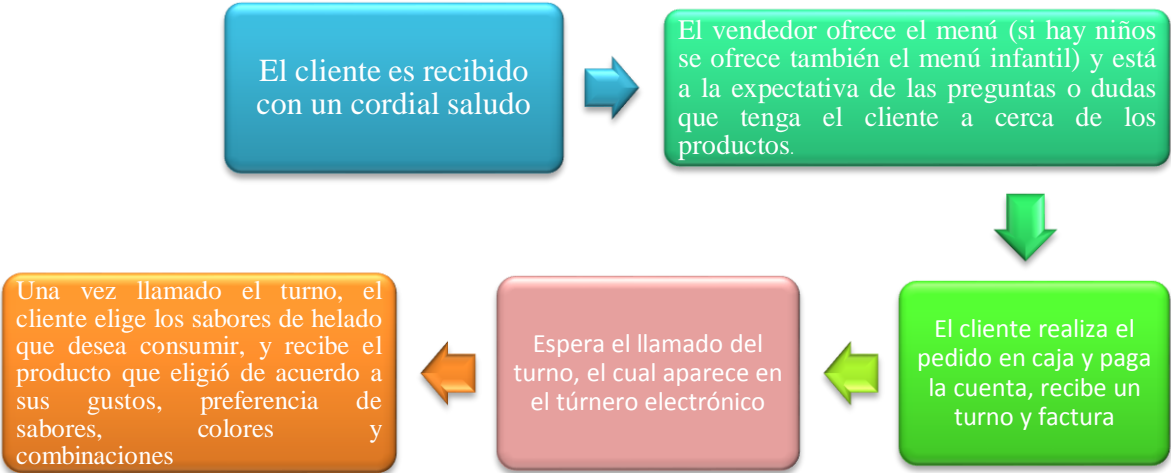 El cliente es recibido
con un cordial saludo
El vendedor ofrece el menú (si hay niños
se ofrece también el menú infantil) y está
a la expectativa de las preguntas o dudas
que tenga el cliente a cerca de los
productos.
El cliente realiza el
pedido en caja y paga
la cuenta, recibe un
turno y factura
Espera el llamado del
turno, el cual aparece en
el túrnero electrónico
Una vez llamado el turno, el
cliente elige los sabores de helado
que desea consumir, y recibe el
producto que eligió de acuerdo a
sus gustos, preferencia de
sabores, colores y
combinaciones